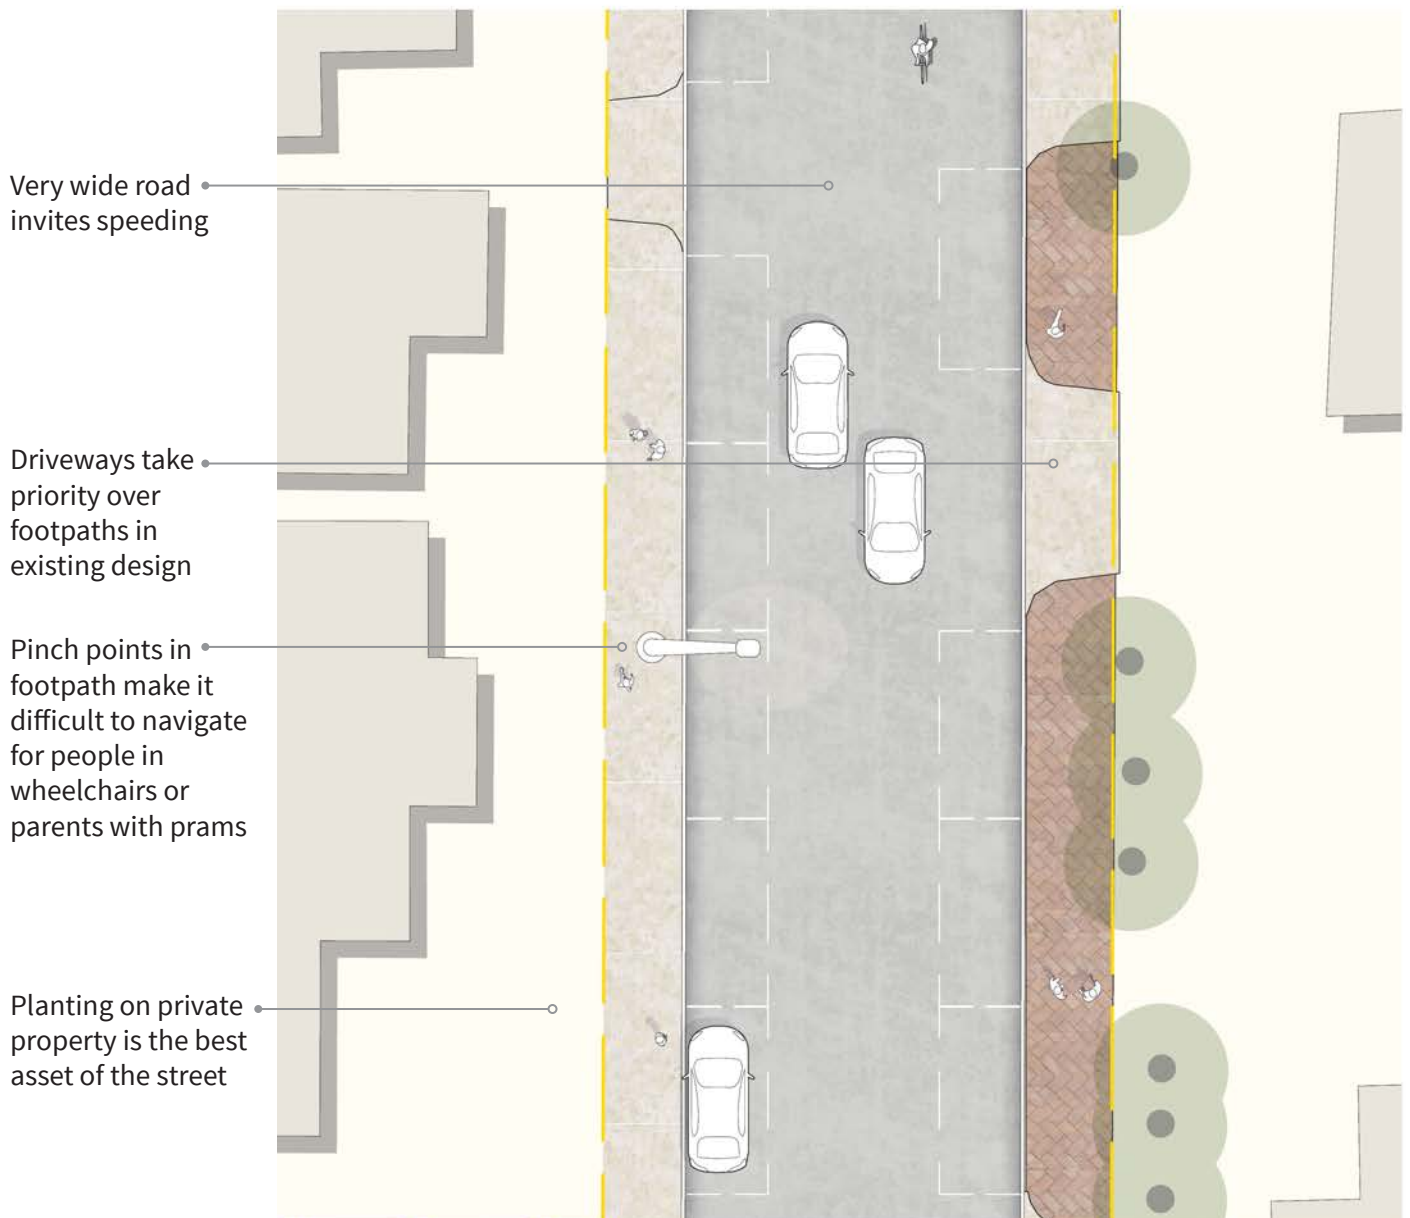 Very wide road
invites speeding
Driveways take
priority over
footpaths in
existing design
Pinch points in
footpath make it
difficult to navigate
for people in
wheelchairs or
parents with prams
Planting on private
property is the best
asset of the street